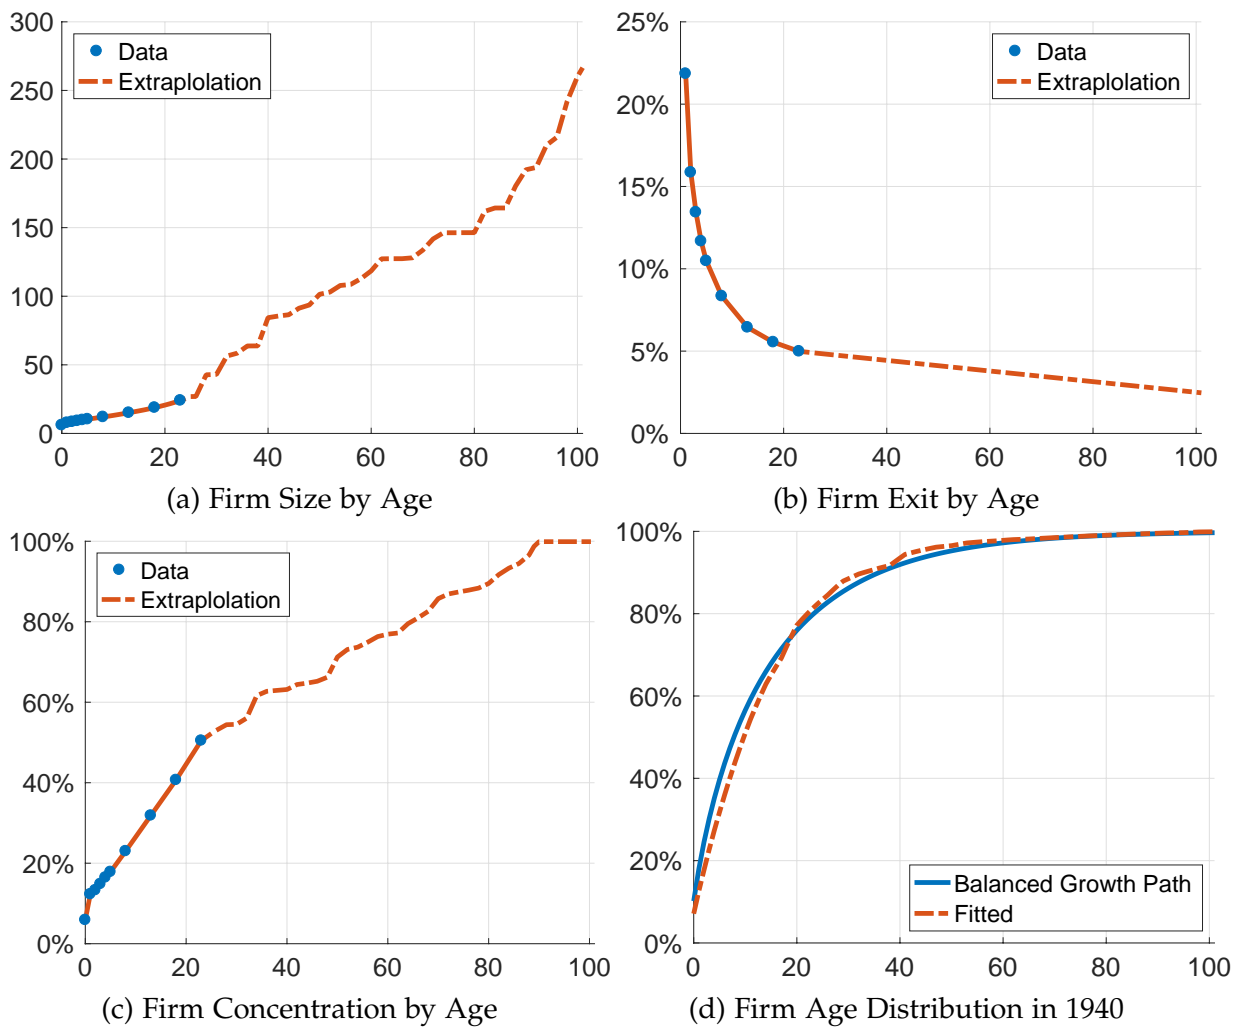 300
250
200
150
100
50
0
0 20 40 60 80 100
Data
Extraplolation
(a) Firm Size by Age
25%
20%
15%
10%
5%
0%
0 20 40 60 80 100
Data
Extraplolation
(b) Firm Exit by Age
100%
80%
60%
40%
20%
0%
0 20 40 60 80 100
Data
Extraplolation
(c) Firm Concentration by Age
100%
80%
60%
40%
20%
0%
0 20 40 60 80 100
Balanced Growth Path
Fitted
(d) Firm Age Distribution in 1940